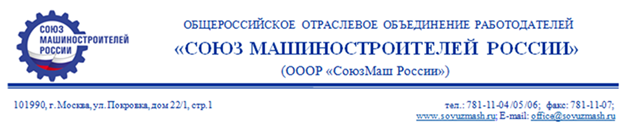 СОЮЗ
МАШИНОСТРОИТЕЛЕЙ
РОССИИ
ОБЩЕРОССИЙСКОЕ ОТРАСЛЕВОЕ ОБЪЕДИНЕНИЕ РАБОТОДАТЕЛЕЙ
«СОЮЗ МАШИНОСТРОИТЕЛЕЙ РОССИИ»
(ОООР «СоюзМаш России»)
101990, г. Москва, ул. Покровка, дом 22/1, стр.1
тел.: 781-11-04/05/06; факс: 781-11-07;
www.soyuzmash.ru; E-mail: office@soyuzmash.ru